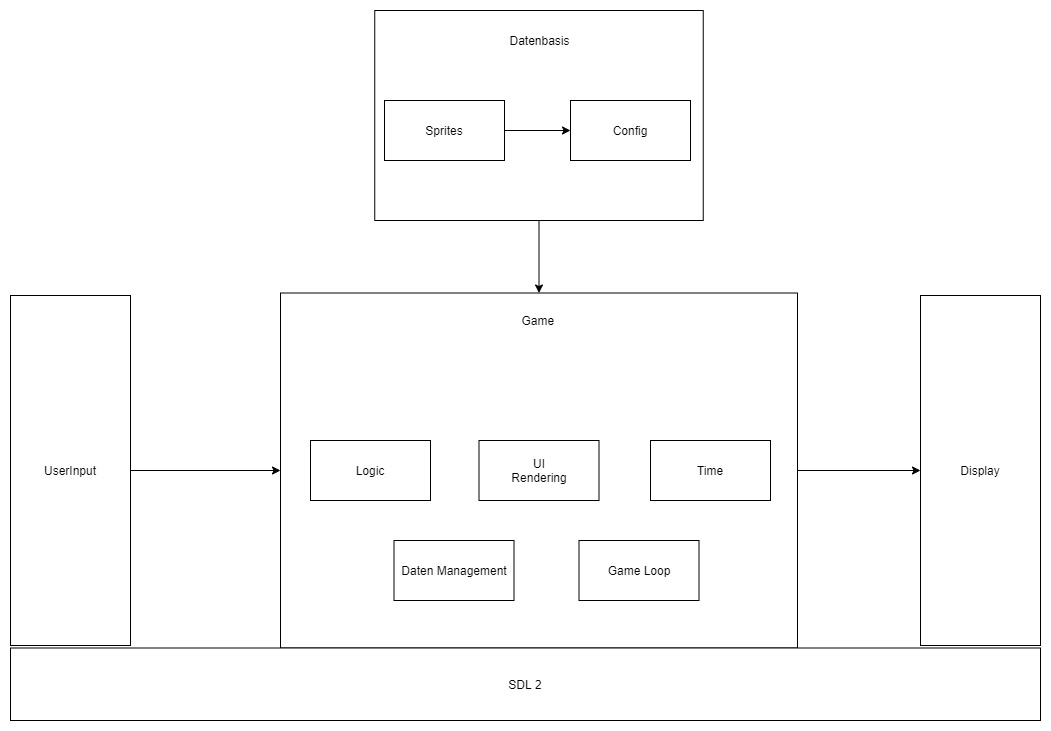 Datenbasis
Sprites
Config
Game
UserInput
Logic
UI
Rendering
Time
Display
Daten Management
Game Loop
SDL 2